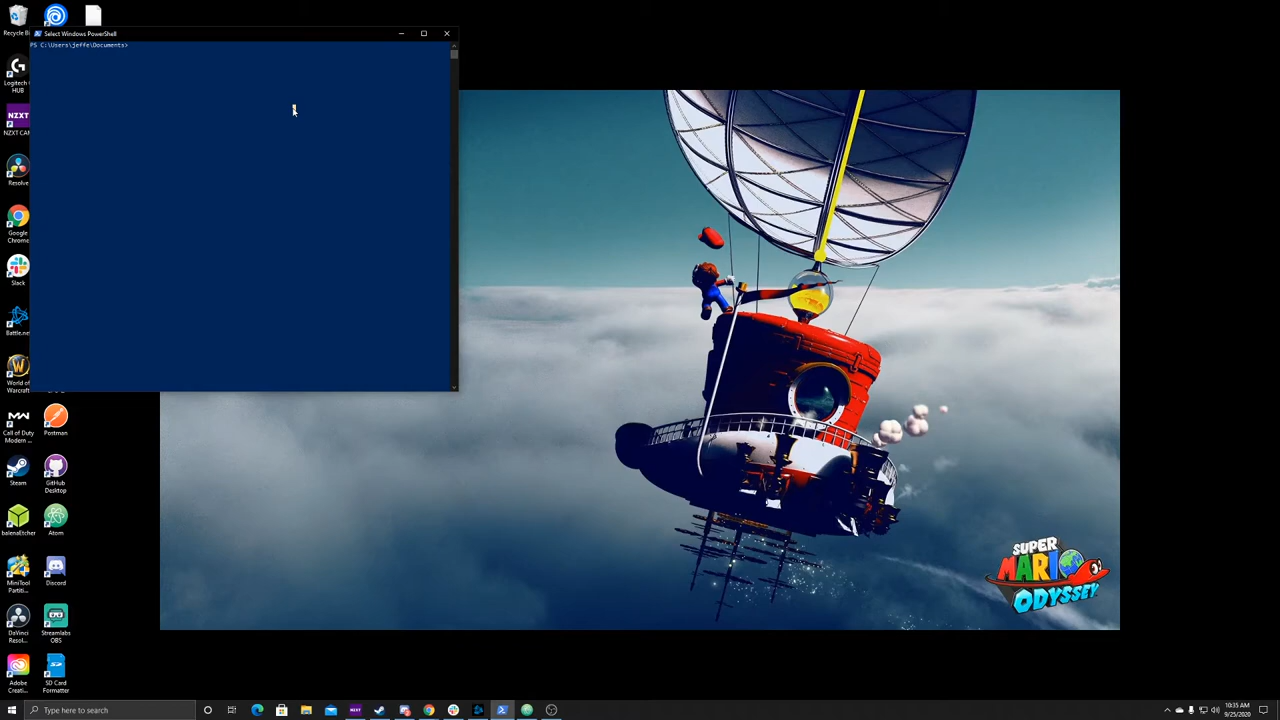 Recycle Bin
Select Windows PowerShell
PS C:\Users\jeffe\Documents>
Logitech G
HUB
NZXT
NZXT CAM
Resolve
Google
Chrome
Slack
Battle.net
World of
Warcraft
MW
Call of Duty
Modern ...
Postman
Steam
GitHub
Desktop
balenaEtcher
Atom
MiniTool
Partiti...
Discord
DaVinci
Resol...
Streamlabs
OBS
Adobe
Creati...
SD Card
Formatter
SUPER
MARIO
ODYSSEY
Type here to search
NZXT
10:35 AM
9/25/2020